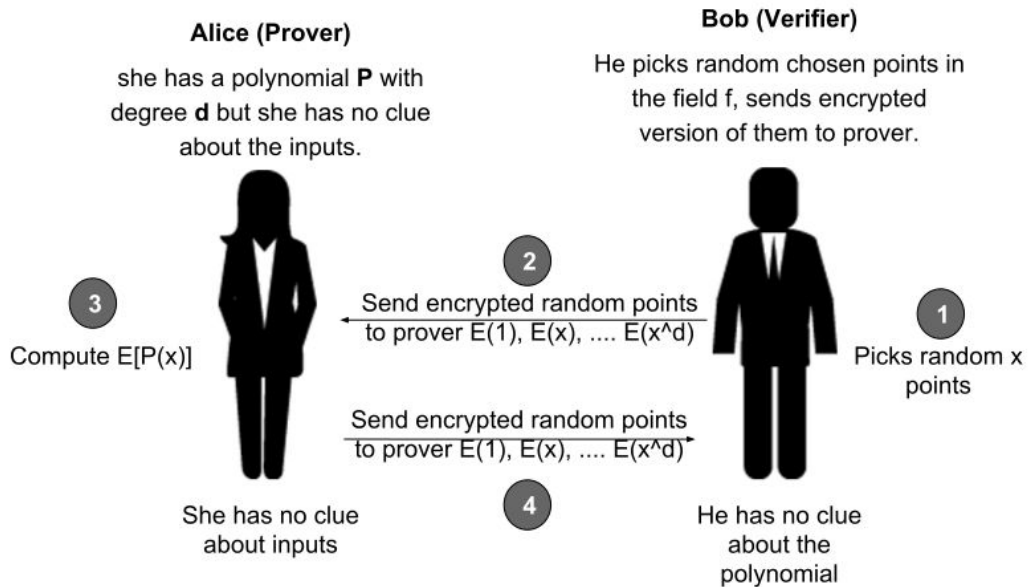 Alice (Prover)
she has a polynomial P with
degree d but she has no clue
about the inputs.
Bob (Verifier)
He picks random chosen points in
the field f, sends encrypted
version of them to prover.
1
Picks random x
points
2
Send encrypted random points
to prover E(1), E(x), .... E(x^d)
3
Compute E[P(x)]
Send encrypted random points
to prover E(1), E(x), .... E(x^d)
4
She has no clue
about inputs
He has no clue
about the
polynomial